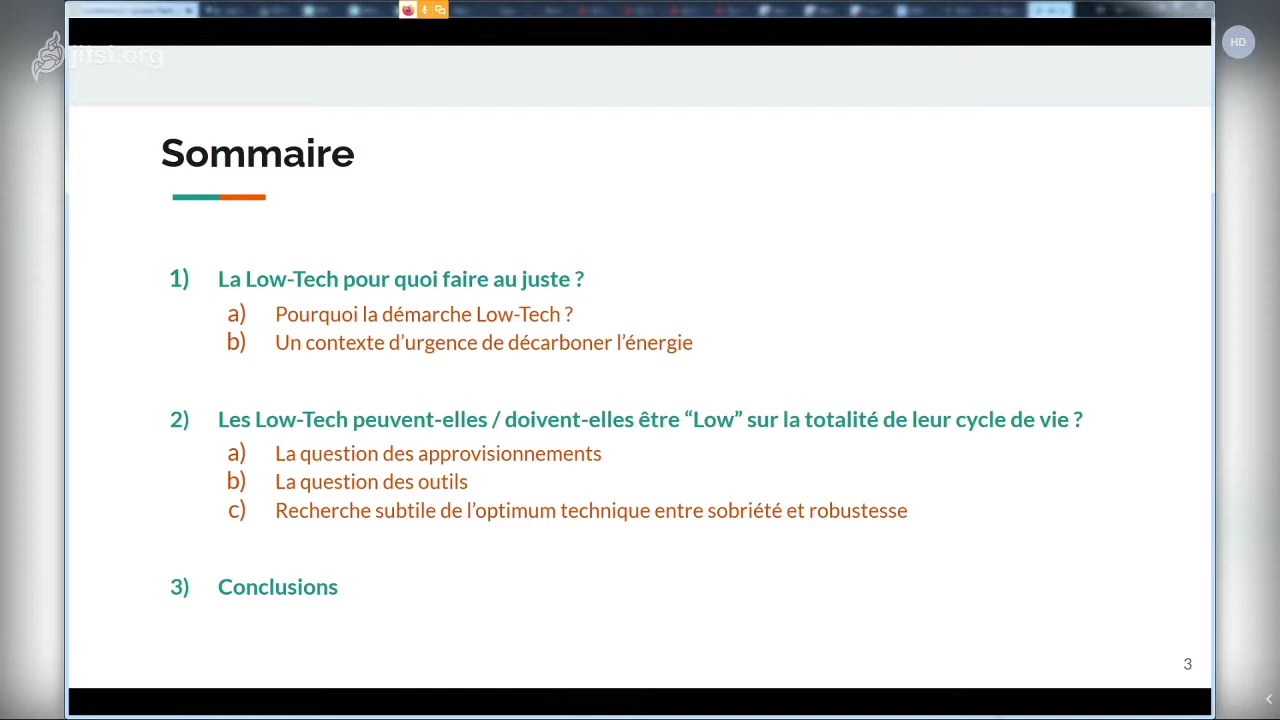 jitsi.org
HD
Sommaire
1) La Low-Tech pour quoi faire au juste ?
a) Pourquoi la démarche Low-Tech ?
b) Un contexte d’urgence de décarboner l’énergie
2) Les Low-Tech peuvent-elles / doivent-elles être “Low” sur la totalité de leur cycle de vie ?
a) La question des approvisionnements
b) La question des outils
c) Recherche subtile de l’optimum technique entre sobriété et robustesse
3) Conclusions
3